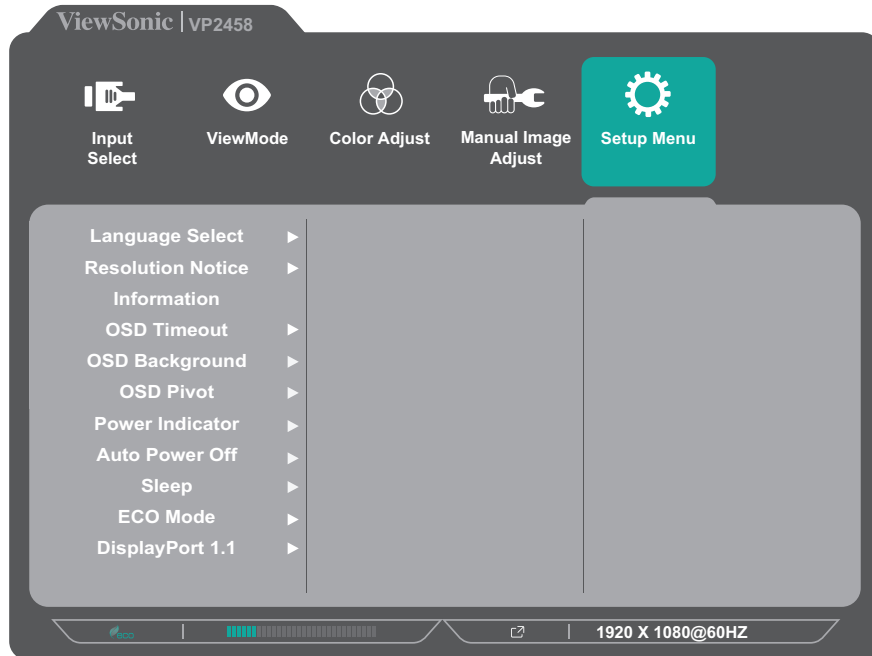 ViewSonic | VP2458
Input
Select
ViewMode
Color Adjust
Manual Image
Adjust
Setup Menu
Language Select
Resolution Notice
Information
OSD Timeout
OSD Background
OSD Pivot
Power Indicator
Auto Power Off
Sleep
ECO Mode
DisplayPort 1.1
eco
1920 X 1080@60HZ